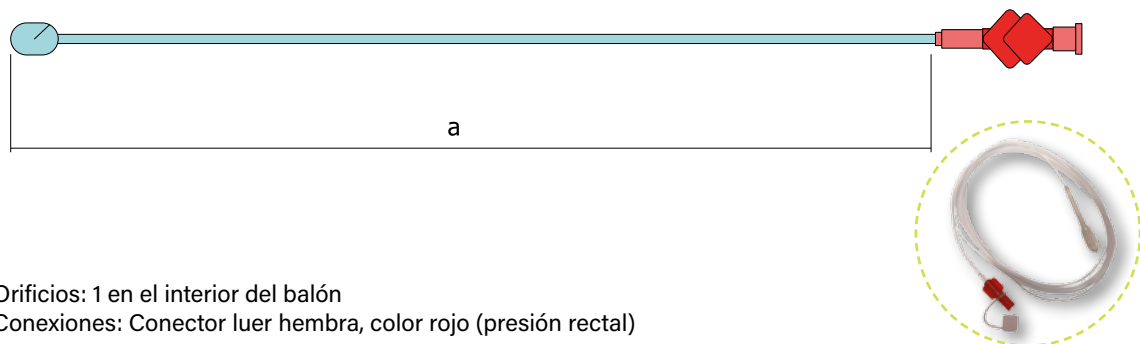 a
Orificios: 1 en el interior del balón
Conexiones: Conector luer hembra, color rojo (presión rectal)